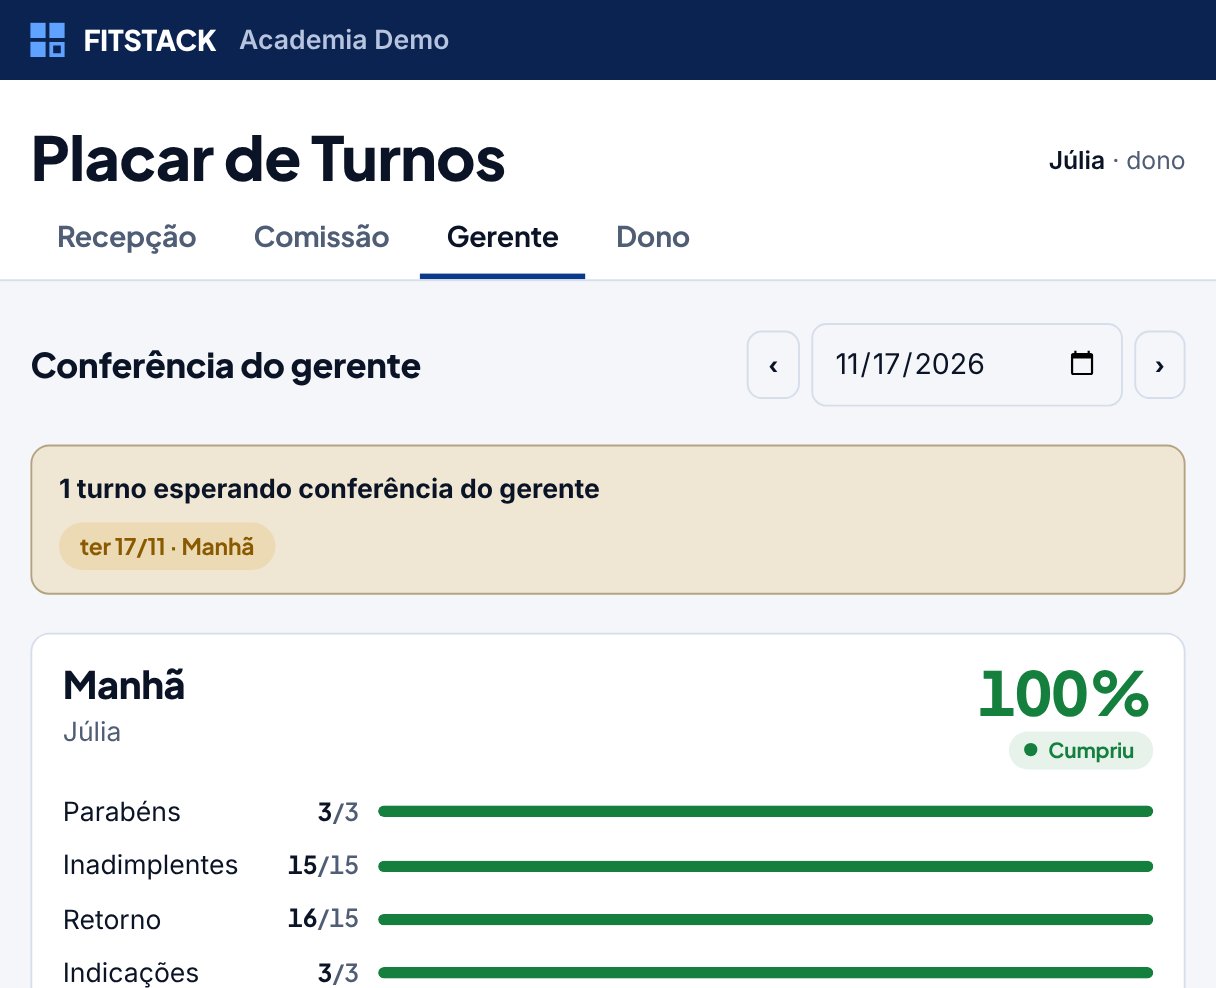 FITSTACK Academia Demo
Placar de Turnos
Júlia · dono
Recepção Comissão Gerente Dono
Conferência do gerente
‹ 11/17/2026 ›
1 turno esperando conferência do gerente
ter 17/11 · Manhã
Manhã
100%
Júlia
Cumpriu
Parabéns 3/3
Inadimplentes 15/15
Retorno 16/15
Indicações 3/3